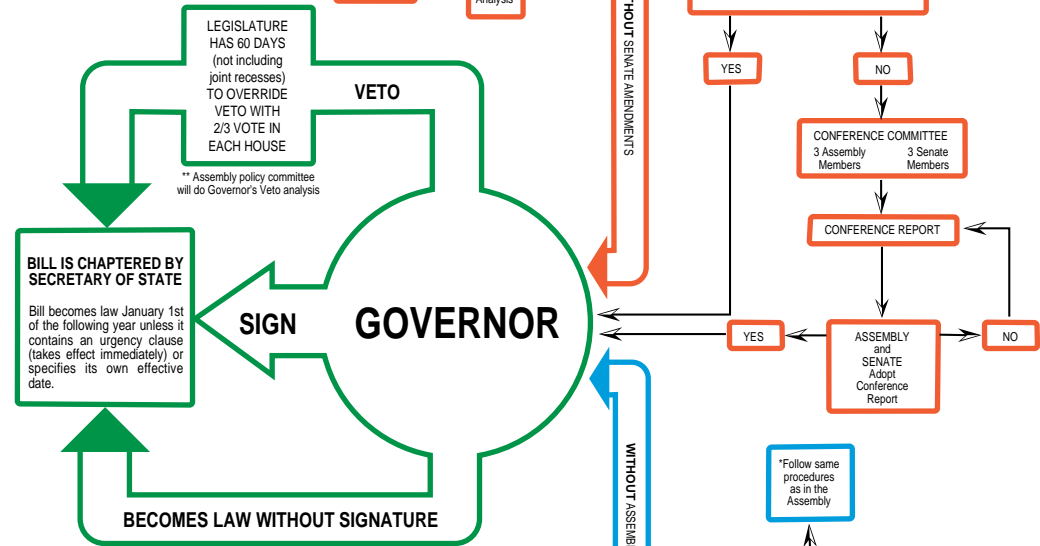 Analysis
LEGISLATURE
HAS 60 DAYS
(not including
joint recesses)
TO OVERRIDE
VETO WITH
2/3 VOTE IN
EACH HOUSE
VETO
** Assembly policy committee
will do Governor's Veto analysis
BILL IS CHAPTERED BY
SECRETARY OF STATE
Bill becomes law January 1st
of the following year unless it
contains an urgency clause
(takes effect immediately) or
specifies its own effective
date.
SIGN
GOVERNOR
BECOMES LAW WITHOUT SIGNATURE
SENATE AMENDMENTS
WITHOUT
YES
NO
CONFERENCE COMMITTEE
3 Assembly
Members
3 Senate
Members
CONFERENCE REPORT
YES
ASSEMBLY
and
SENATE
Adopt
Conference
Report
NO
*Follow same
procedures
as in the
Assembly